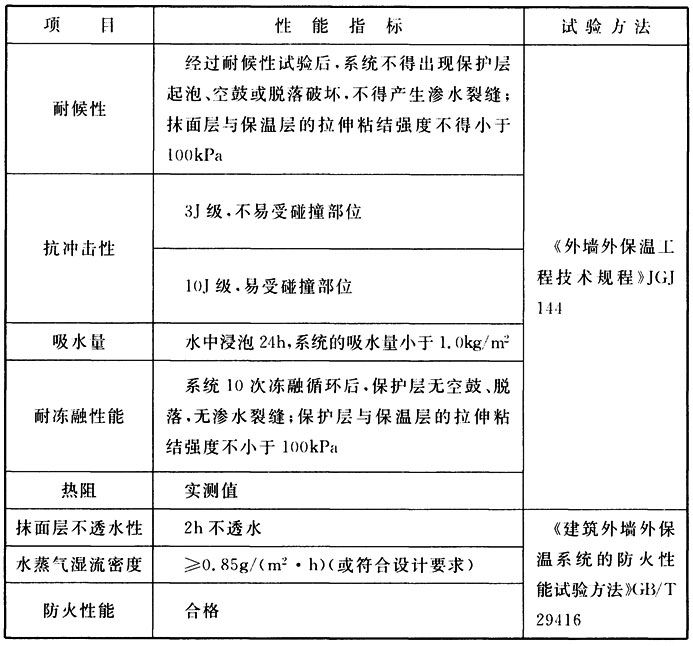 项 目 性 能 指 标 试 验 方 法
耐候性
经过耐候性试验后,系统不得出现保护层
起泡、空鼓或脱落破坏,不得产生渗水裂缝;
抹面层与保温层的拉伸粘结强度不得小于
100kPa
抗冲击性
3J 级,不易受碰撞部位
10J 级,易受碰撞部位
吸水量
水中浸泡 24h,系统的吸水量小于 1.0kg/m²
耐冻融性能
系统 10 次冻融循环后,保护层无空鼓、脱
落,无渗水裂缝;保护层与保温层的拉伸粘
结强度不小于 100kPa
热阻
实测值
《外墙外保温工
程技术规程》JGJ
144
抹面层不透水性
2h 不透水
水蒸气湿流密度
≥0.85g/(m²·h)(或符合设计要求)
防火性能
合格
《建筑外墙外保
温系统的防火性
能试验方法》GB/T
29416